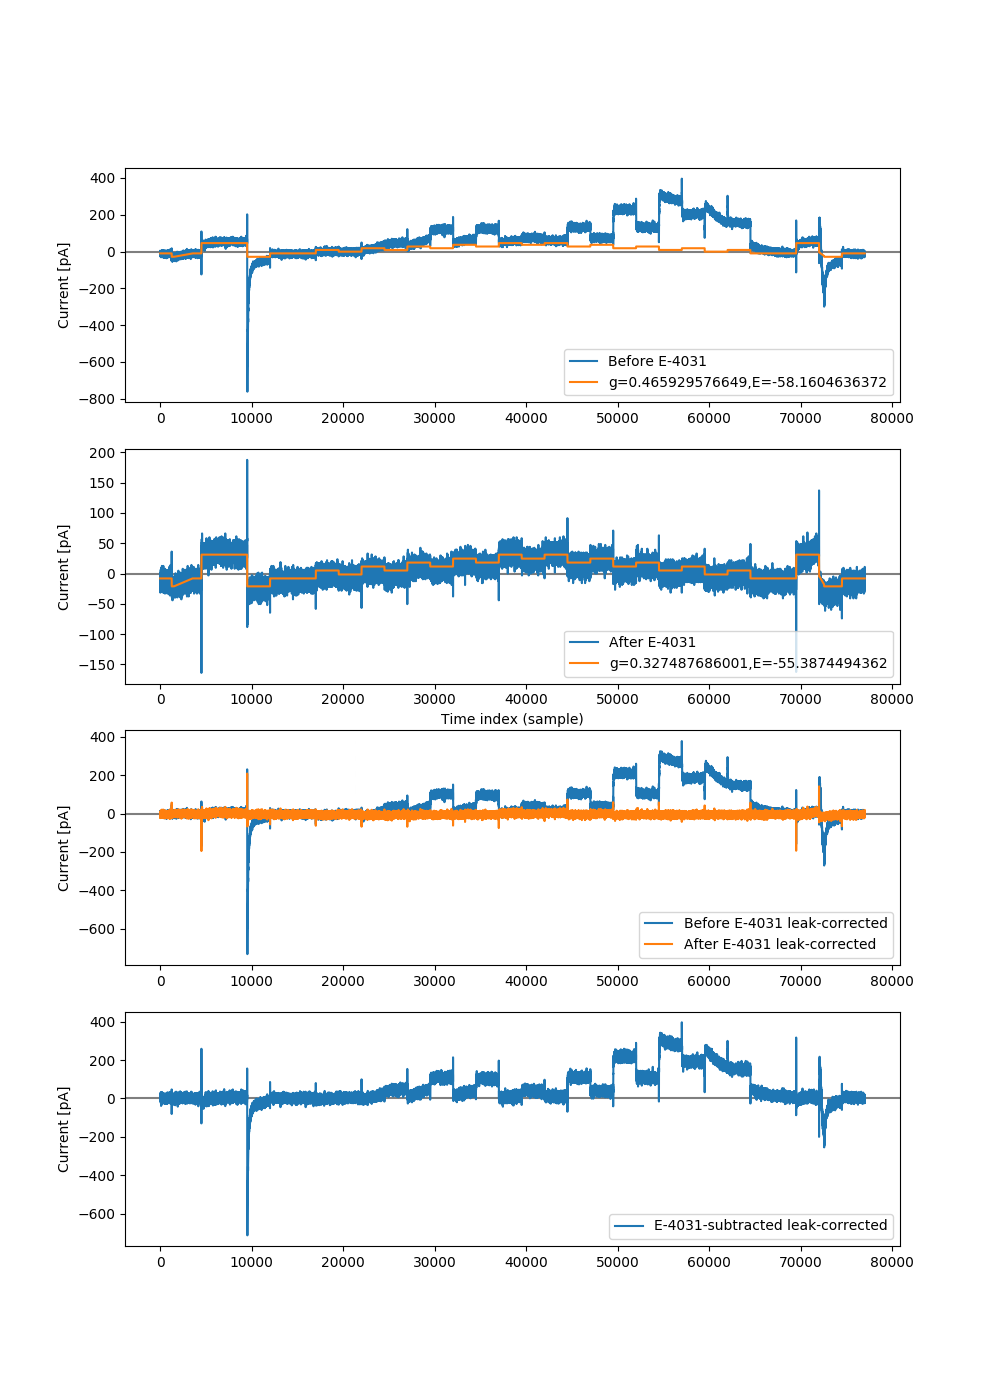 400
200
0
−200
−400
−600
−800
Current [pA]
Before E-4031
g=0.465929576649,E=-58.1604636372
0 10000 20000 30000 40000 50000 60000 70000 80000
200
150
100
50
0
−50
−100
−150
Current [pA]
After E-4031
g=0.327487686001,E=-55.3874494362
0 10000 20000 30000 40000 50000 60000 70000 80000
Time index (sample)
400
200
0
−200
−400
−600
Current [pA]
Before E-4031 leak-corrected
After E-4031 leak-corrected
0 10000 20000 30000 40000 50000 60000 70000 80000
400
200
0
−200
−400
−600
Current [pA]
E-4031-subtracted leak-corrected
0 10000 20000 30000 40000 50000 60000 70000 80000